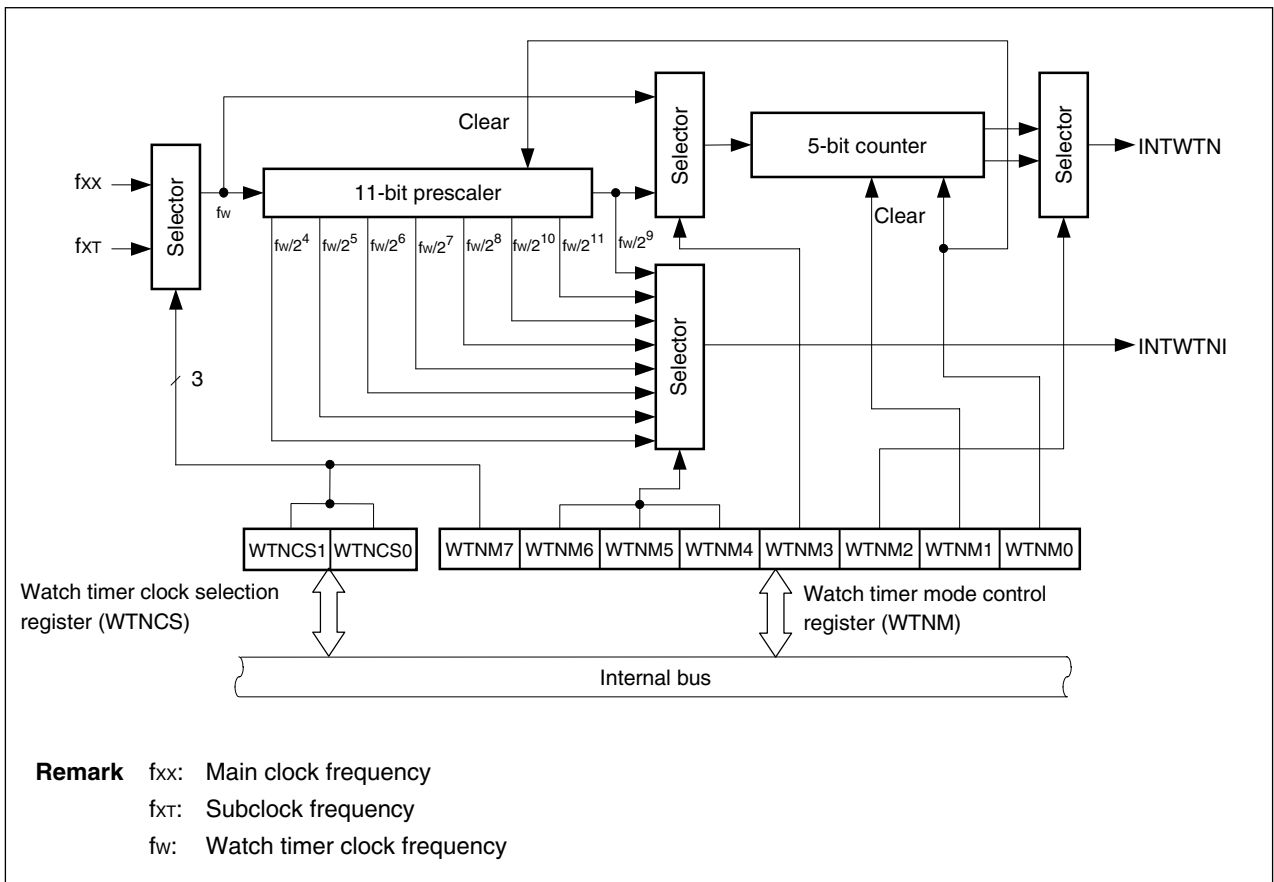 Clear
Selector
Selector
5-bit counter
Selector
INTWTN
fXX
fXT
Selector
fW
11-bit prescaler
Clear
fW/2^4
fW/2^5
fW/2^6
fW/2^7
fW/2^8
fW/2^10
fW/2^11
fW/2^9
Selector
INTWTNI
3
WTNCS1 WTNCS0
WTNM7 WTNM6 WTNM5 WTNM4 WTNM3 WTNM2 WTNM1 WTNM0
Watch timer clock selection
register (WTNCS)
Watch timer mode control
register (WTNM)
Internal bus
Remark fXX: Main clock frequency
fXT: Subclock frequency
fW: Watch timer clock frequency